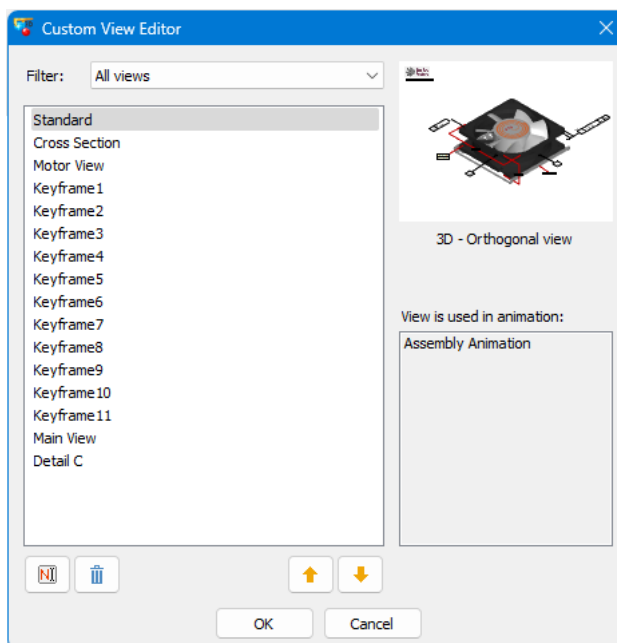 Custom View Editor
Filter:
All views
Standard
Cross Section
Motor View
Keyframe1
Keyframe2
Keyframe3
Keyframe4
Keyframe5
Keyframe6
Keyframe7
Keyframe8
Keyframe9
Keyframe10
Keyframe11
Main View
Detail C
3D - Orthogonal view
View is used in animation:
Assembly Animation
OK
Cancel